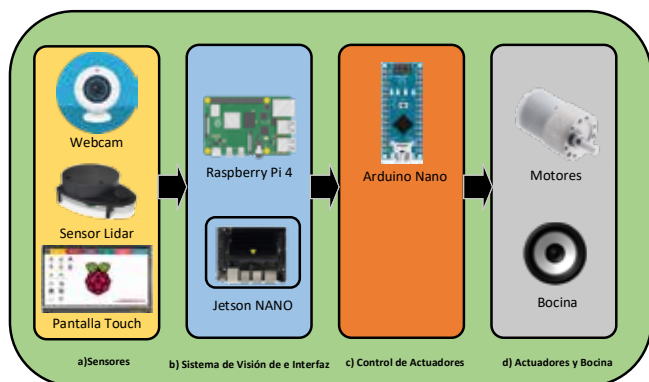 Webcam
Sensor Lidar
Pantalla Touch
a)Sensores
Raspberry Pi 4
Jetson NANO
b) Sistema de Visión de e Interfaz
Arduino Nano
c) Control de Actuadores
Motores
Bocina
d) Actuadores y Bocina